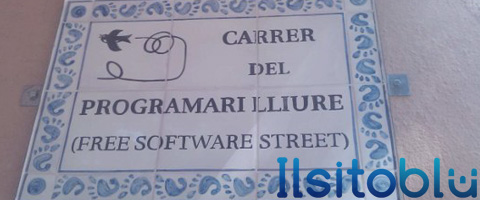 CARRER
DEL
PROGRAMARI LLIURE
(FREE SOFTWARE STREET)
Ilsitoblu